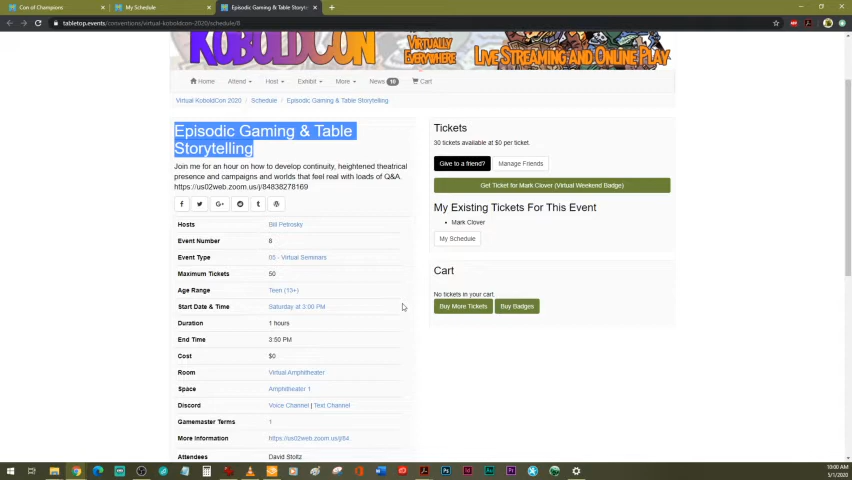 Con of Champions
My Schedule
Episodic Gaming & Table Storytell
tabletop.events/conventions/virtual-koboldcon-2020/schedule/8
KOBOLDCON
VIRTUALLY
EVERYWHERE
LIVE STREAMING AND ONLINE PLAY
Home Attend Host Exhibit More News 10 Cart
Virtual KoboldCon 2020 / Schedule / Episodic Gaming & Table Storytelling
Episodic Gaming & Table
Storytelling
Join me for an hour on how to develop continuity, heightened theatrical
presence and campaigns and worlds that feel real with loads of Q&A.
https://us02web.zoom.us/j/84838278169
Hosts Bill Petrosky
Event Number 8
Event Type 05 - Virtual Seminars
Maximum Tickets 50
Age Range Teen (13+)
Start Date & Time Saturday at 3:00 PM
Duration 1 hours
End Time 3:50 PM
Cost $0
Room Virtual Amphitheater
Space Amphitheater 1
Discord Voice Channel | Text Channel
Gamemaster Terms 1
More Information https://us02web.zoom.us/j/84
Attendees David Stoltz
Tickets
30 tickets available at $0 per ticket.
Give to a friend? Manage Friends
Get Ticket for Mark Clover (Virtual Weekend Badge)
My Existing Tickets For This Event
Mark Clover
My Schedule
Cart
No tickets in your cart.
Buy More Tickets Buy Badges
10:00 AM
5/1/2020